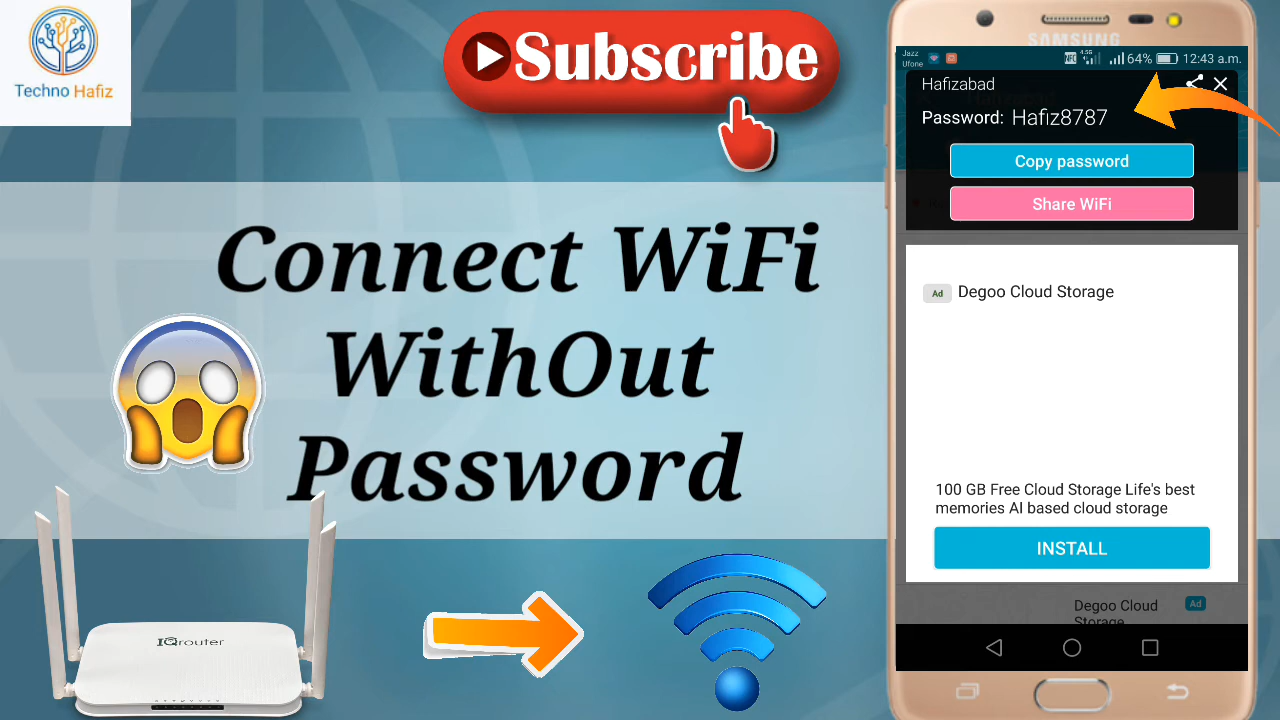 Techno Hafiz
Subscribe
Connect WiFi
WithOut
Password
IQrouter
SAMSUNG
Jazz
Ufone
4.5G
64%
12:43 a.m.
Hafizabad
Password: Hafiz8787
Copy password
Share WiFi
Ad Degoo Cloud Storage
100 GB Free Cloud Storage Life's best
memories AI based cloud storage
INSTALL
Degoo Cloud Ad
Storage